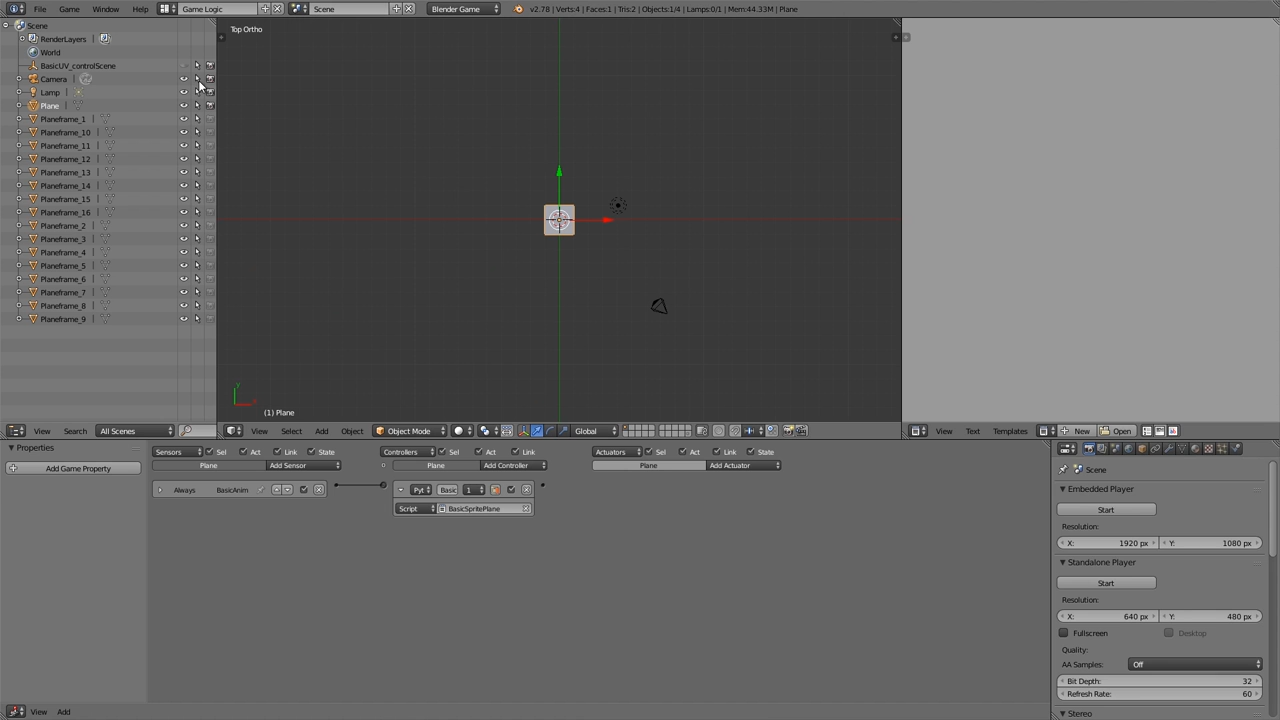 File Game Window Help Game Logic Scene Blender Game v2.78 | Verts:4 | Faces:1 | Tris:2 | Objects:1/4 | Lamps:0/1 | Mem:44.33M | Plane
Scene
RenderLayers
World
BasicUV_controlScene
Camera
Lamp
Plane
Planeframe_1
Planeframe_10
Planeframe_11
Planeframe_12
Planeframe_13
Planeframe_14
Planeframe_15
Planeframe_16
Planeframe_2
Planeframe_3
Planeframe_4
Planeframe_5
Planeframe_6
Planeframe_7
Planeframe_8
Planeframe_9
Top Ortho
(1) Plane
View Search All Scenes
View Select Add Object Object Mode Global
View Text Templates New Open
Properties
Add Game Property
Sensors Sel Act Link State
Plane Add Sensor
Always BasicAnim
Controllers Sel Act Link
Plane Add Controller
Pyt Basic 1
Script BasicSpritePlane
Actuators Sel Act Link State
Plane Add Actuator
Scene
Embedded Player
Start
Resolution:
X: 1920 px Y: 1080 px
Standalone Player
Start
Resolution:
X: 640 px Y: 480 px
Fullscreen Desktop
Quality:
AA Samples: Off
Bit Depth: 32
Refresh Rate: 60
Stereo
View Add